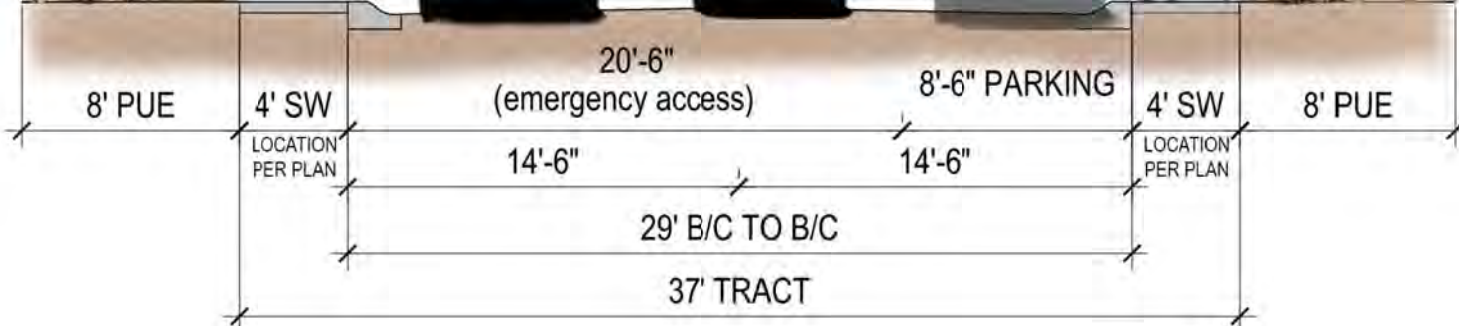 20'-6"
(emergency access)
8'-6" PARKING
8' PUE
4' SW
4' SW
8' PUE
LOCATION
PER PLAN
LOCATION
PER PLAN
14'-6"
14'-6"
29' B/C TO B/C
37' TRACT